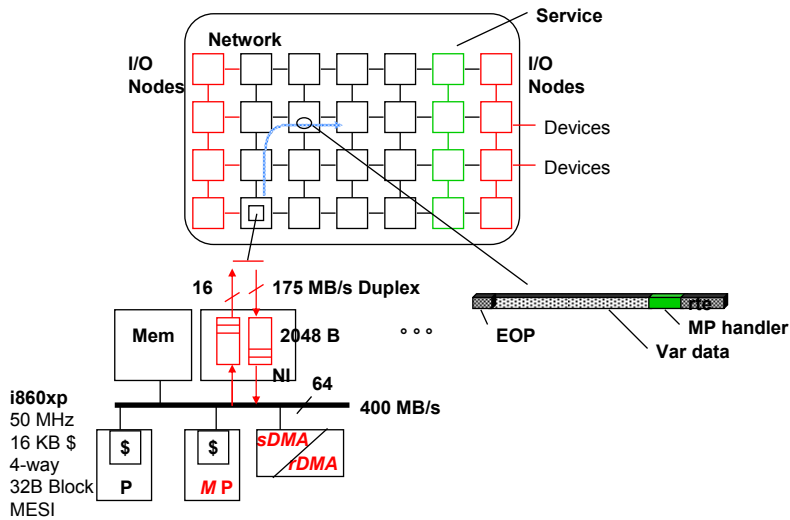 Service
Network
I/O
Nodes
I/O
Nodes
Devices
Devices
16
175 MB/s Duplex
rte
EOP
MP handler
Var data
Mem
2048 B
NI
64
400 MB/s
i860xp
50 MHz
16 KB $
4-way
32B Block
MESI
$
P
$
M P
sDMA
rDMA